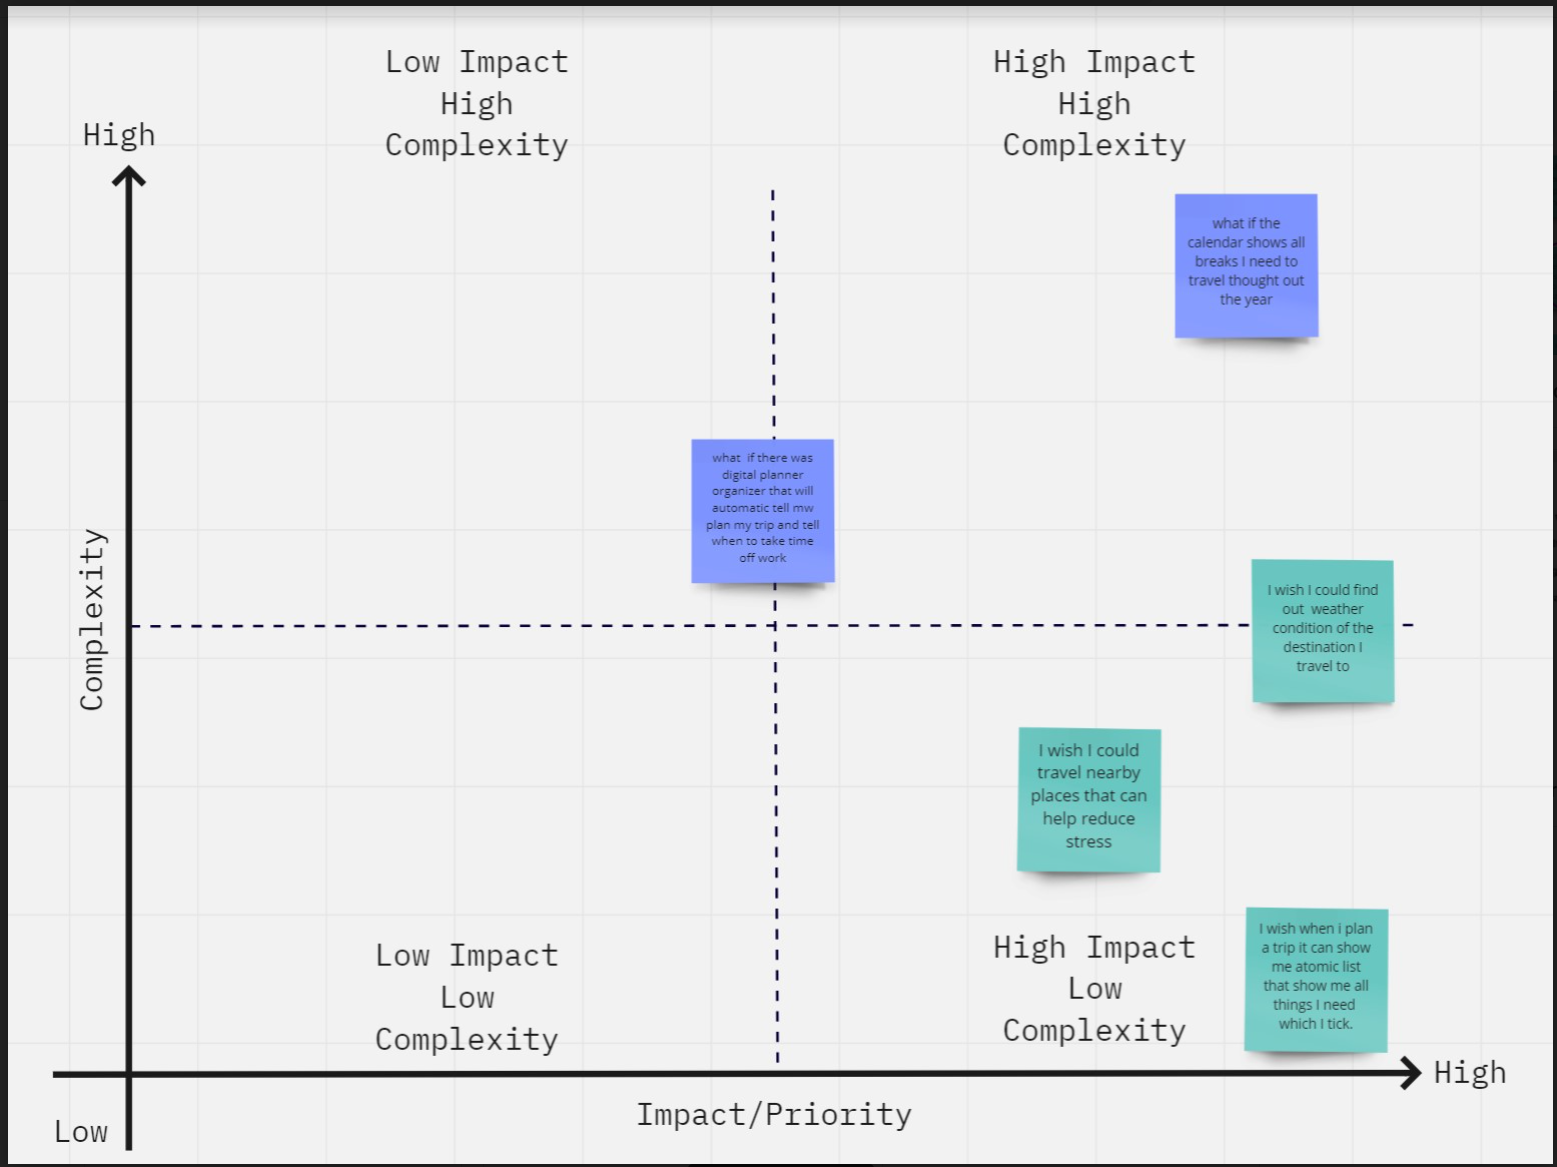 Low Impact
High
Complexity
High Impact
High
Complexity
High
what if the
calendar shows all
breaks I need to
travel thought out
the year
what  if there was
digital planner
organizer that will
automatic tell mw
plan my trip and tell
when to take time
off work
Complexity
I wish I could find
out  weather
condition of the
destination I
travel to
I wish I could
travel nearby
places that can
help reduce
stress
I wish when i plan
a trip it can show
me atomic list
that show me all
things I need
which I tick.
Low Impact
Low
Complexity
High Impact
Low
Complexity
High
Impact/Priority
Low